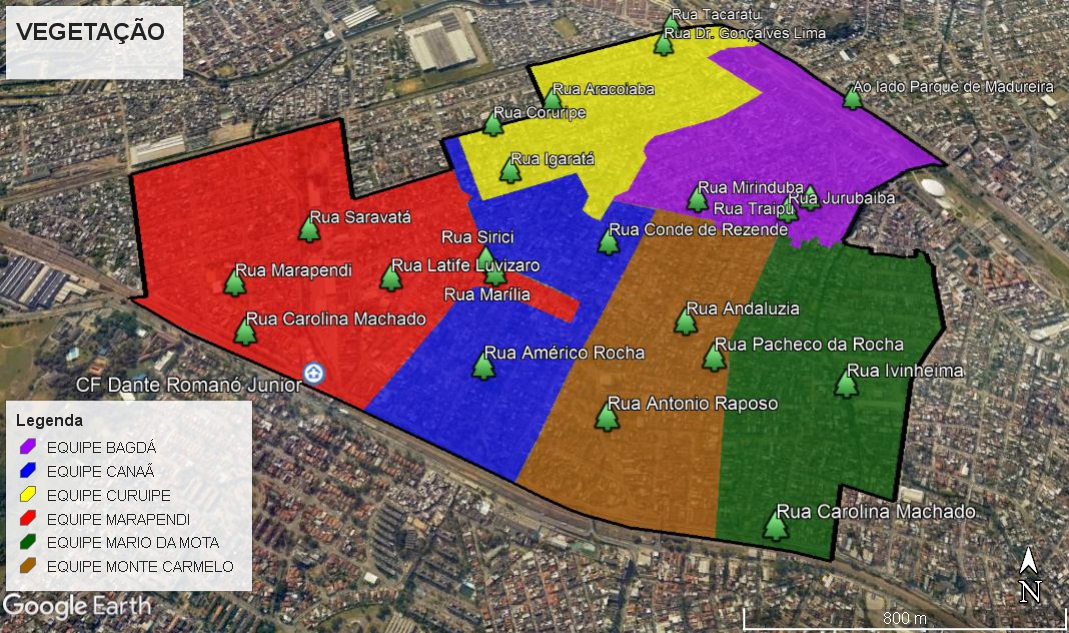 VEGETAÇÃO
Rua Tacaratu
Rua Dr. Gonçalves Lima
Ao lado Parque de Madureira
Rua Aracoiaba
Rua Coruripe
Rua Igaratá
Rua Mirinduba
Rua Jurubaiba
Rua Traipú
Rua Saravatá
Rua Conde de Rezende
Rua Sirici
Rua Latife Luvizaro
Rua Marapendi
Rua Marília
Rua Andaluzia
Rua Carolina Machado
Rua Pacheco da Rocha
Rua Américo Rocha
Rua Ivinheima
CF Dante Romanó Junior
Rua Antonio Raposo
Rua Carolina Machado
Legenda
EQUIPE BAGDÁ
EQUIPE CANAÃ
EQUIPE CURUIPE
EQUIPE MARAPENDI
EQUIPE MARIO DA MOTA
EQUIPE MONTE CARMELO
N
Google Earth
800 m